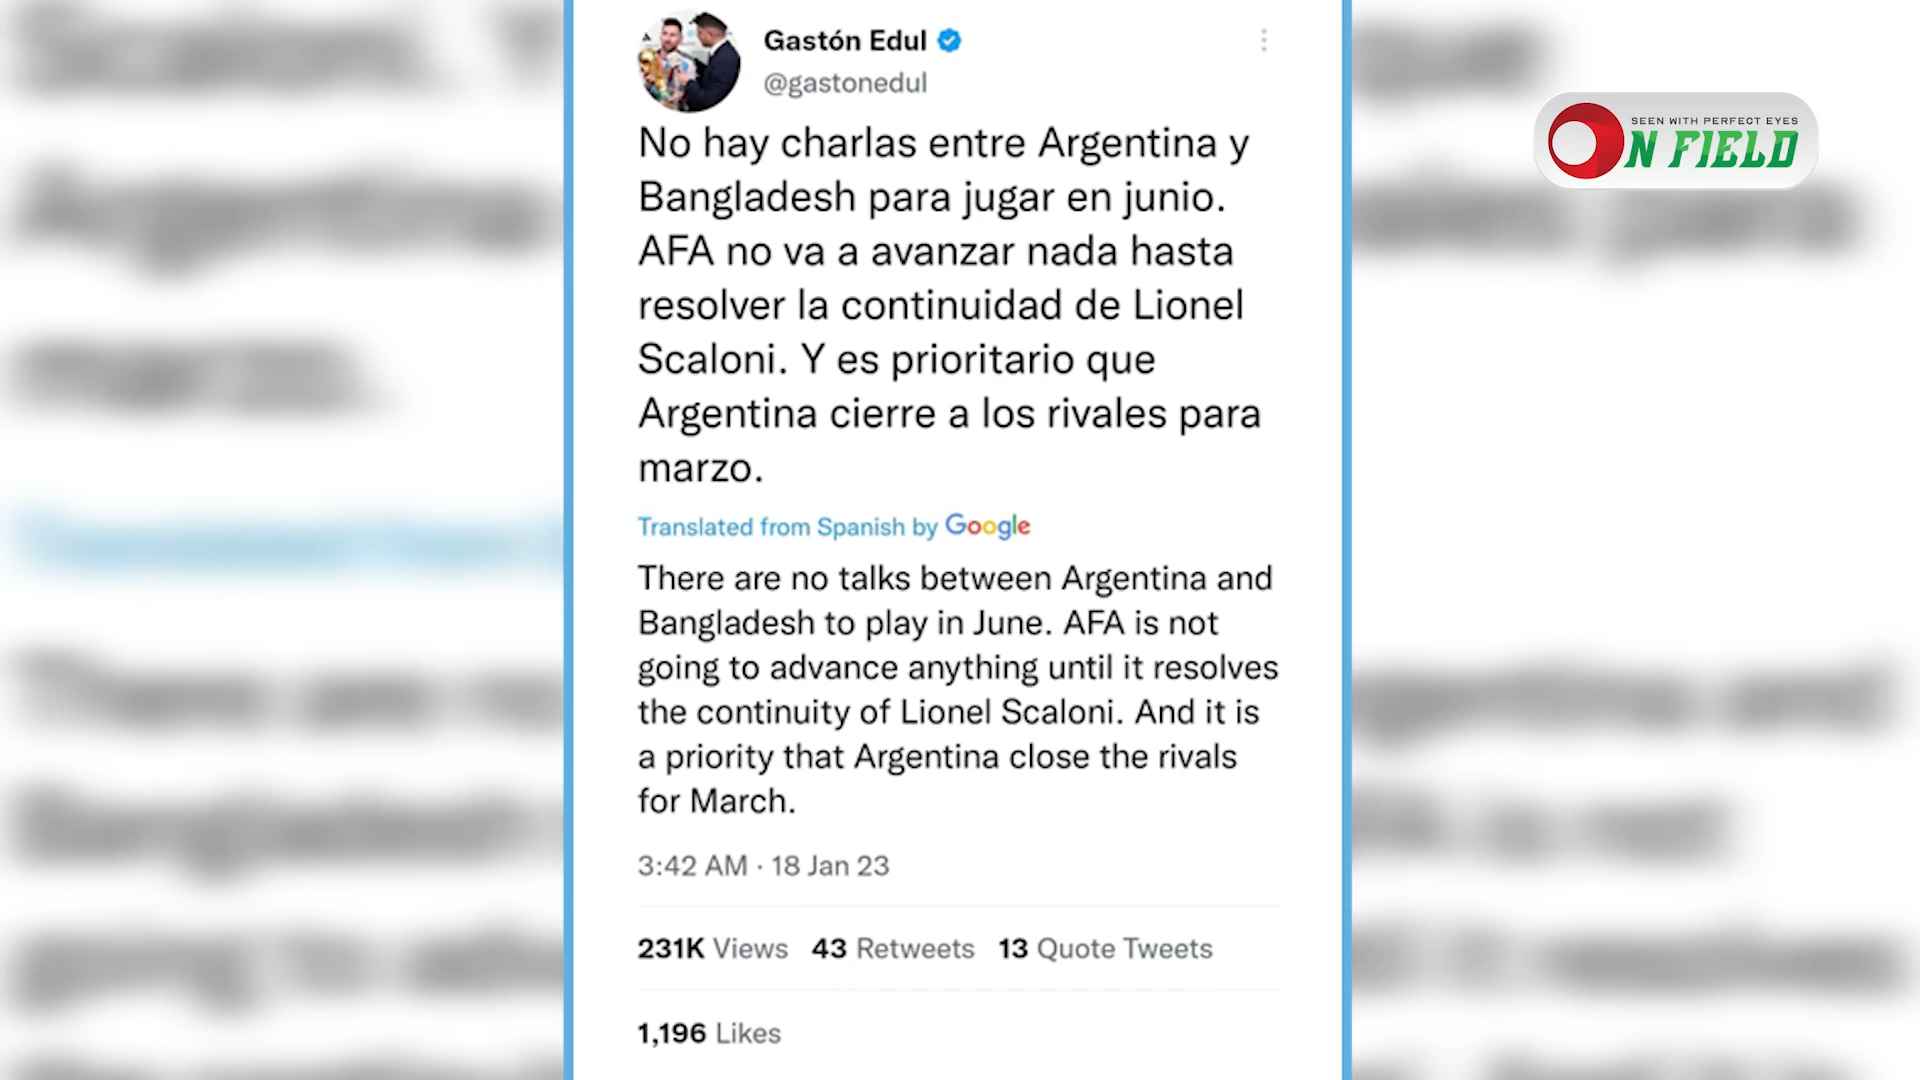 Gastón Edul
@gastonedul
SEEN WITH PERFECT EYES
ON FIELD
No hay charlas entre Argentina y
Bangladesh para jugar en junio.
AFA no va a avanzar nada hasta
resolver la continuidad de Lionel
Scaloni. Y es prioritario que
Argentina cierre a los rivales para
marzo.
Translated from Spanish by Google
There are no talks between Argentina and
Bangladesh to play in June. AFA is not
going to advance anything until it resolves
the continuity of Lionel Scaloni. And it is
a priority that Argentina close the rivals
for March.
3:42 AM · 18 Jan 23
231K Views 43 Retweets 13 Quote Tweets
1,196 Likes